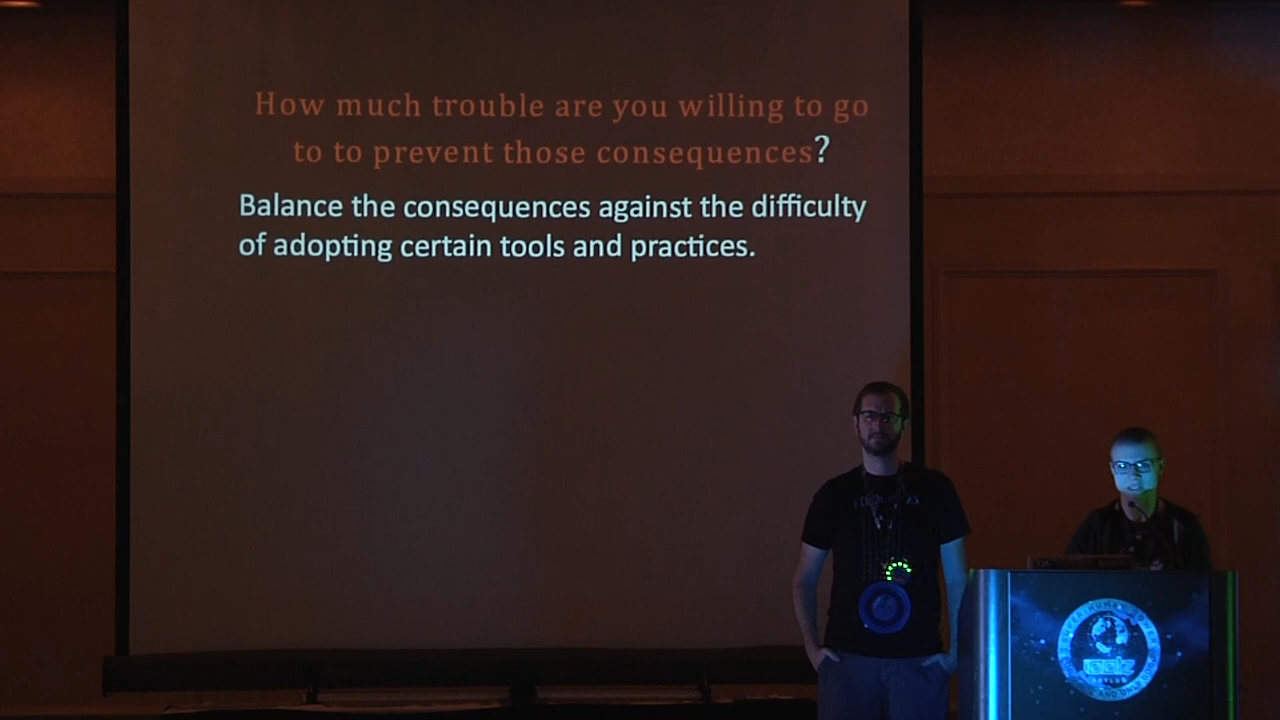 How much trouble are you willing to go
to to prevent those consequences?
Balance the consequences against the difficulty
of adopting certain tools and practices.